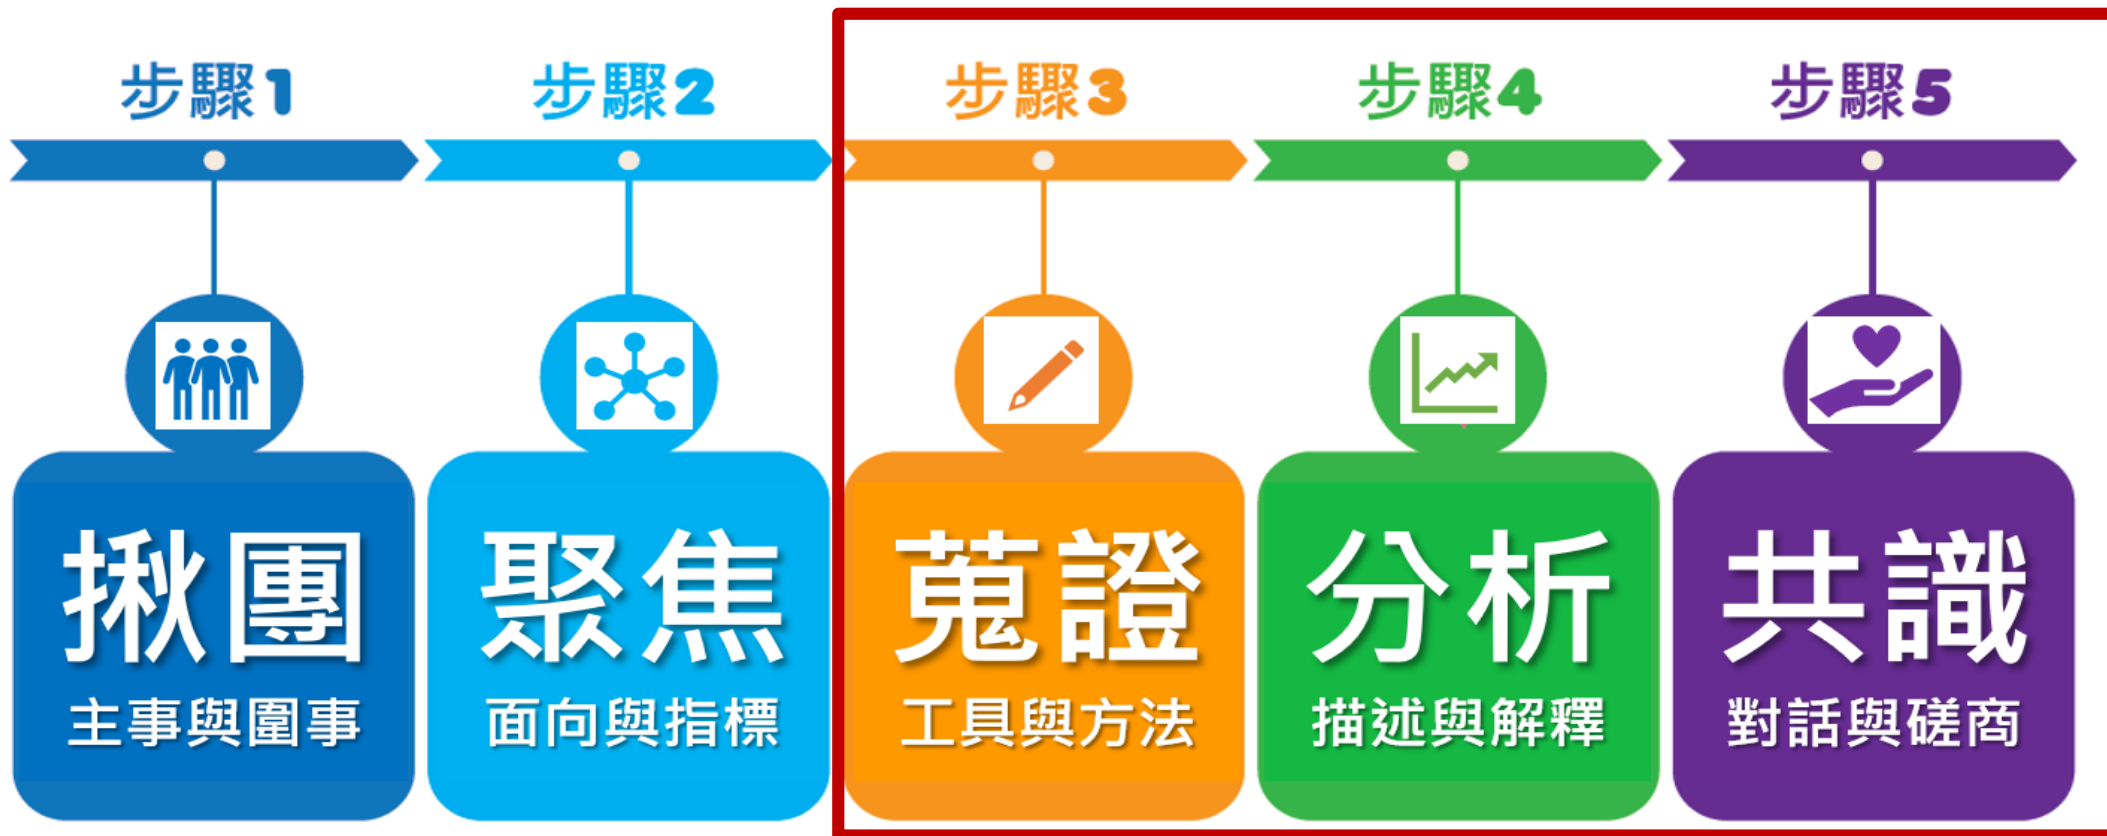 步驟1
步驟2
步驟3
步驟4
步驟5
揪團
主事與圍事
聚焦
面向與指標
蒐證
工具與方法
分析
描述與解釋
共識
對話與磋商